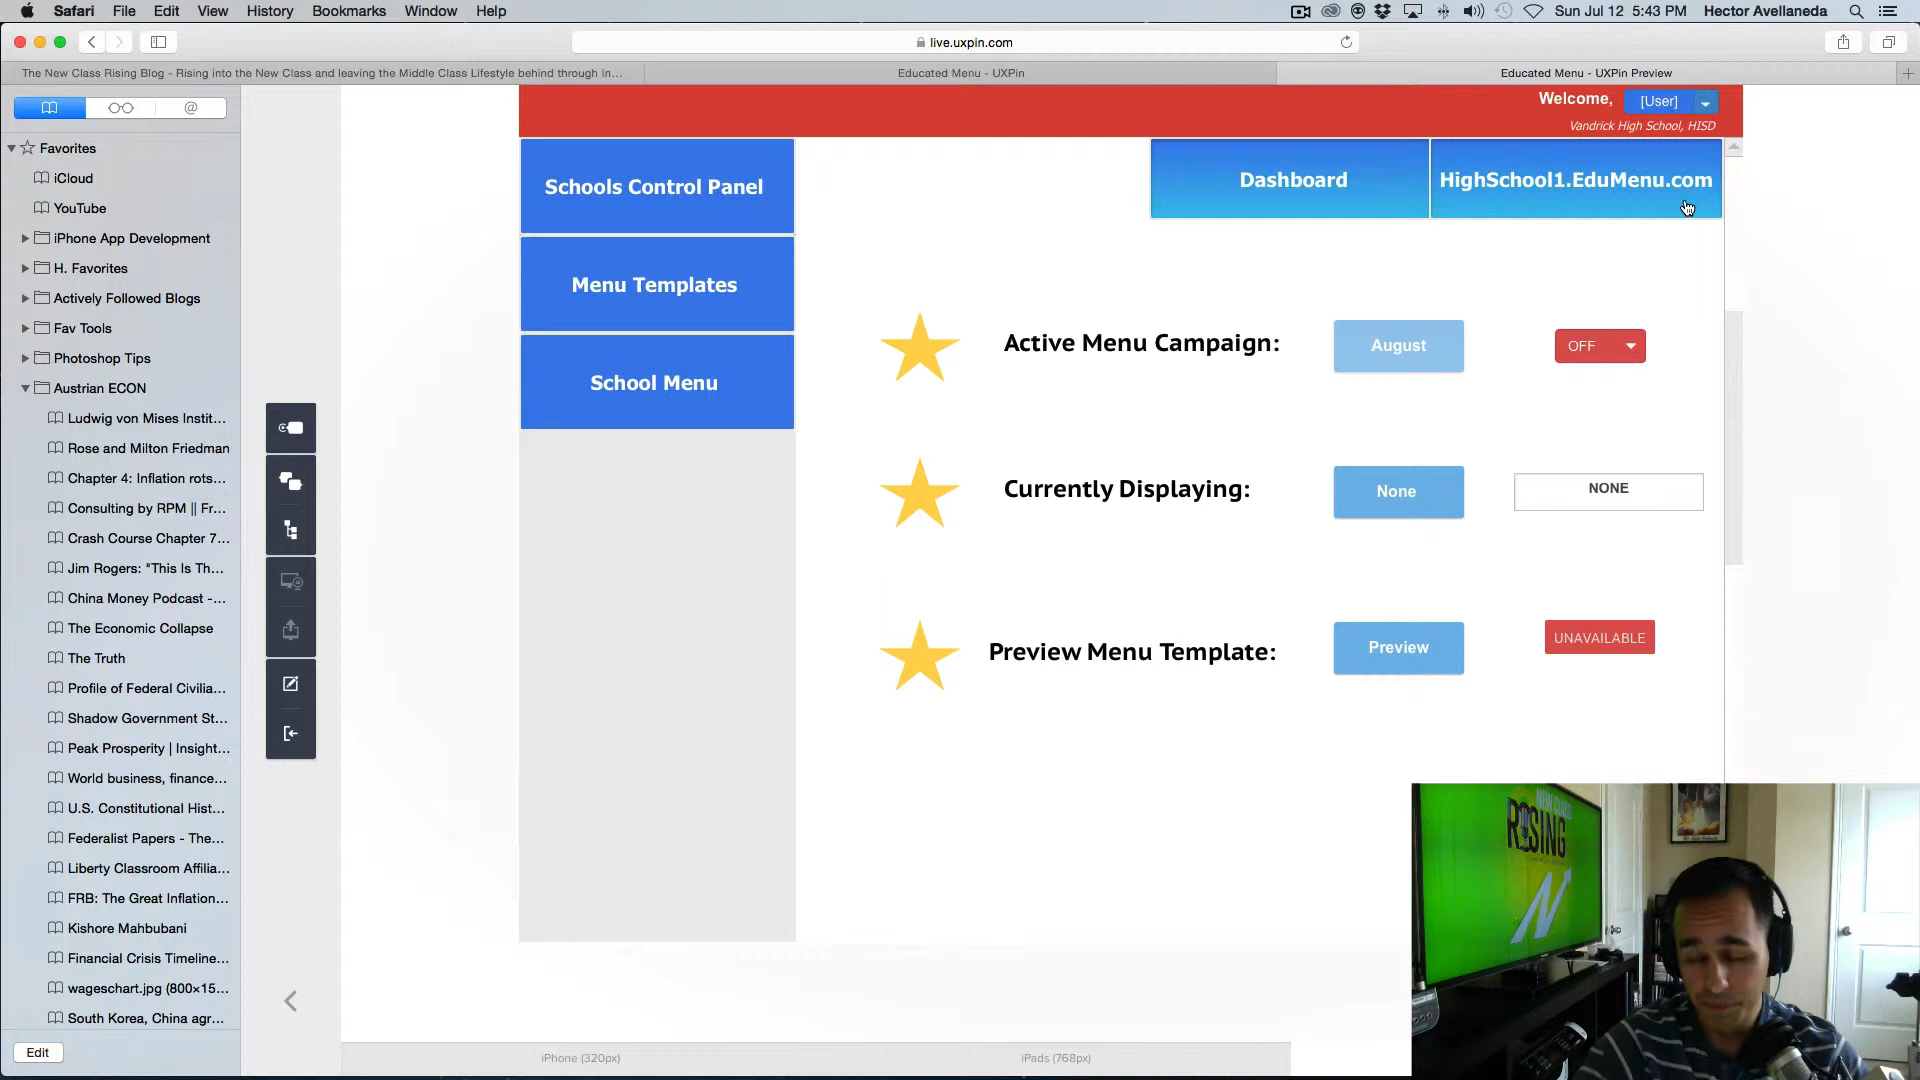 Safari File Edit View History Bookmarks Window Help
Sun Jul 12 5:43 PM Hector Avellaneda
live.uxpin.com
The New Class Rising Blog - Rising into the New Class and leaving the Middle Class Lifestyle behind through In...
Educated Menu - UXPin
Educated Menu - UXPin Preview
Welcome, [User]
Vandrick High School, HISD
Favorites
iCloud
YouTube
iPhone App Development
H. Favorites
Actively Followed Blogs
Fav Tools
Photoshop Tips
Austrian ECON
Ludwig von Mises Instit...
Rose and Milton Friedman
Chapter 4: Inflation rots...
Consulting by RPM || Fr...
Crash Course Chapter 7...
Jim Rogers: "This Is Th...
China Money Podcast -...
The Economic Collapse
The Truth
Profile of Federal Civilia...
Shadow Government St...
Peak Prosperity | Insight...
World business, finance...
U.S. Constitutional Hist...
Federalist Papers - The...
Liberty Classroom Affilia...
FRB: The Great Inflation...
Kishore Mahbubani
Financial Crisis Timeline...
wageschart.jpg (800×15...
South Korea, China agr...
Edit
Schools Control Panel
Menu Templates
School Menu
Dashboard
HighSchool1.EduMenu.com
Active Menu Campaign: August OFF
Currently Displaying: None NONE
Preview Menu Template: Preview UNAVAILABLE
NEW CLASS
RISING
iPhone (320px)
iPads (768px)